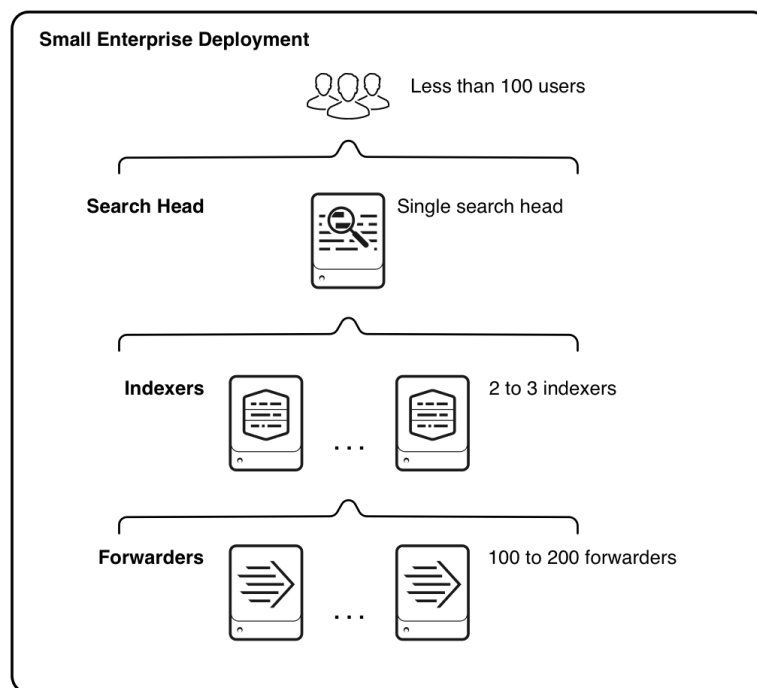 Small Enterprise Deployment
Less than 100 users
Search Head
Single search head
Indexers
2 to 3 indexers
. . .
Forwarders
100 to 200 forwarders
. . .